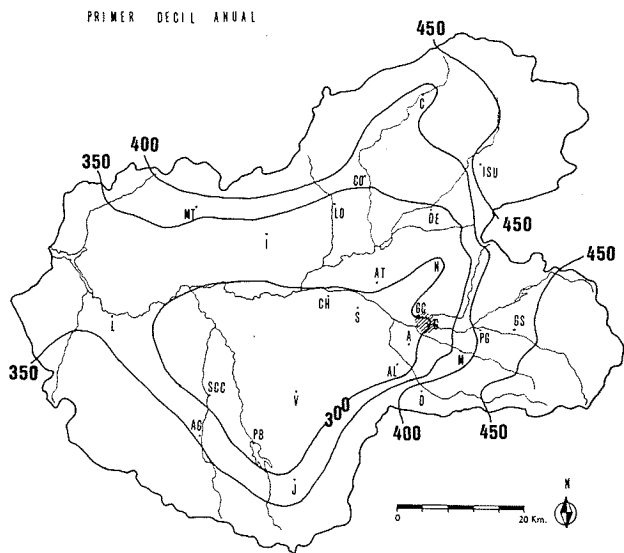 PRIMER DECIL ANUAL
450
450
400
350
C
ISU
CO
MT
LO
DE
450
I
450
AT
N
CH
S
GC
G
GS
A
PG
L
M
350
AL
SCC
V
300
O
400
450
AG
PB
J
N
0
20 Km.